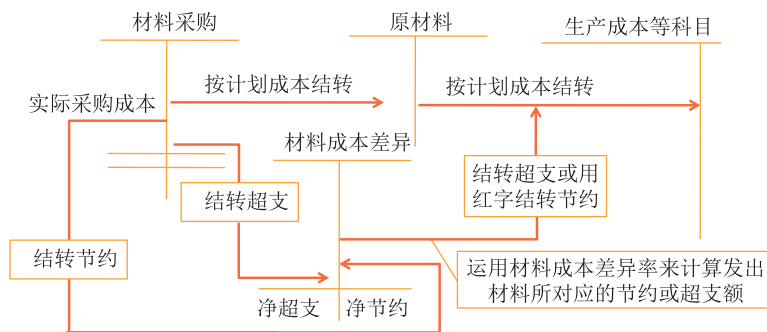 材料采购
原材料
生产成本等科目
实际采购成本
按计划成本结转
按计划成本结转
材料成本差异
结转超支
结转超支或用
红字结转节约
结转节约
运用材料成本差异率来计算发出
材料所对应的节约或超支额
净超支
净节约